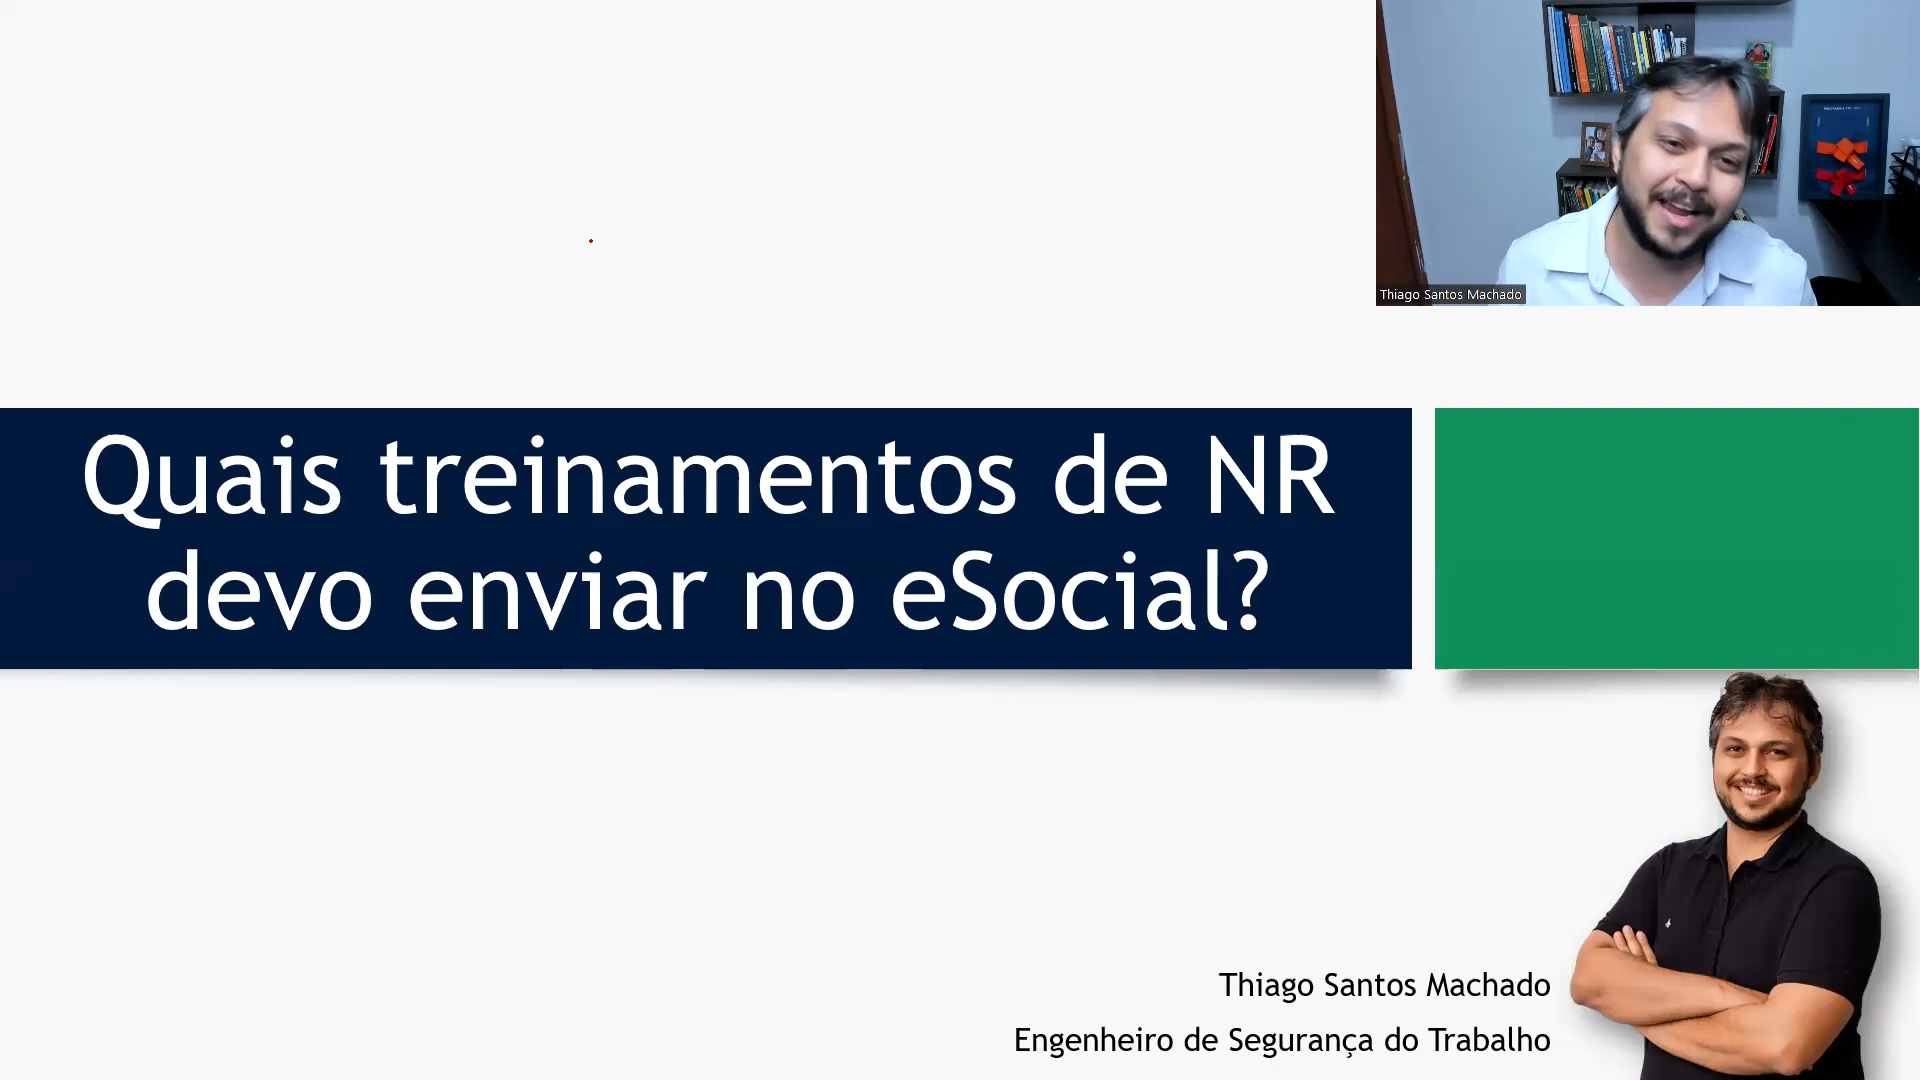 Thiago Santos Machado
Quais treinamentos de NR
devo enviar no eSocial?
Thiago Santos Machado
Engenheiro de Segurança do Trabalho